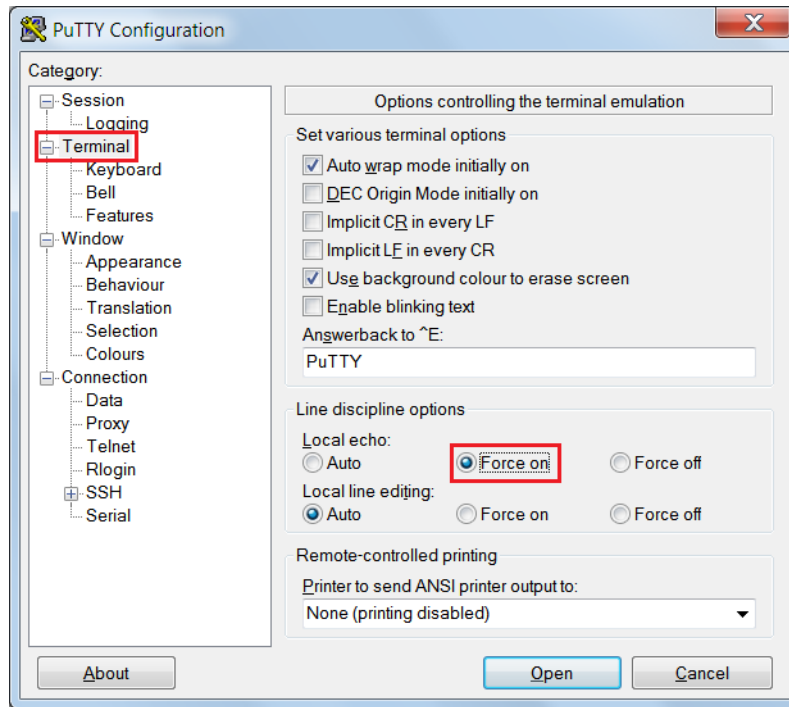 PuTTY Configuration
Category:
Session
Logging
Terminal
Keyboard
Bell
Features
Window
Appearance
Behaviour
Translation
Selection
Colours
Connection
Data
Proxy
Telnet
Rlogin
SSH
Serial
Options controlling the terminal emulation
Set various terminal options
Auto wrap mode initially on
DEC Origin Mode initially on
Implicit CR in every LF
Implicit LF in every CR
Use background colour to erase screen
Enable blinking text
Answerback to ^E:
PuTTY
Line discipline options
Local echo:
Auto Force on Force off
Local line editing:
Auto Force on Force off
Remote-controlled printing
Printer to send ANSI printer output to:
None (printing disabled)
About Open Cancel